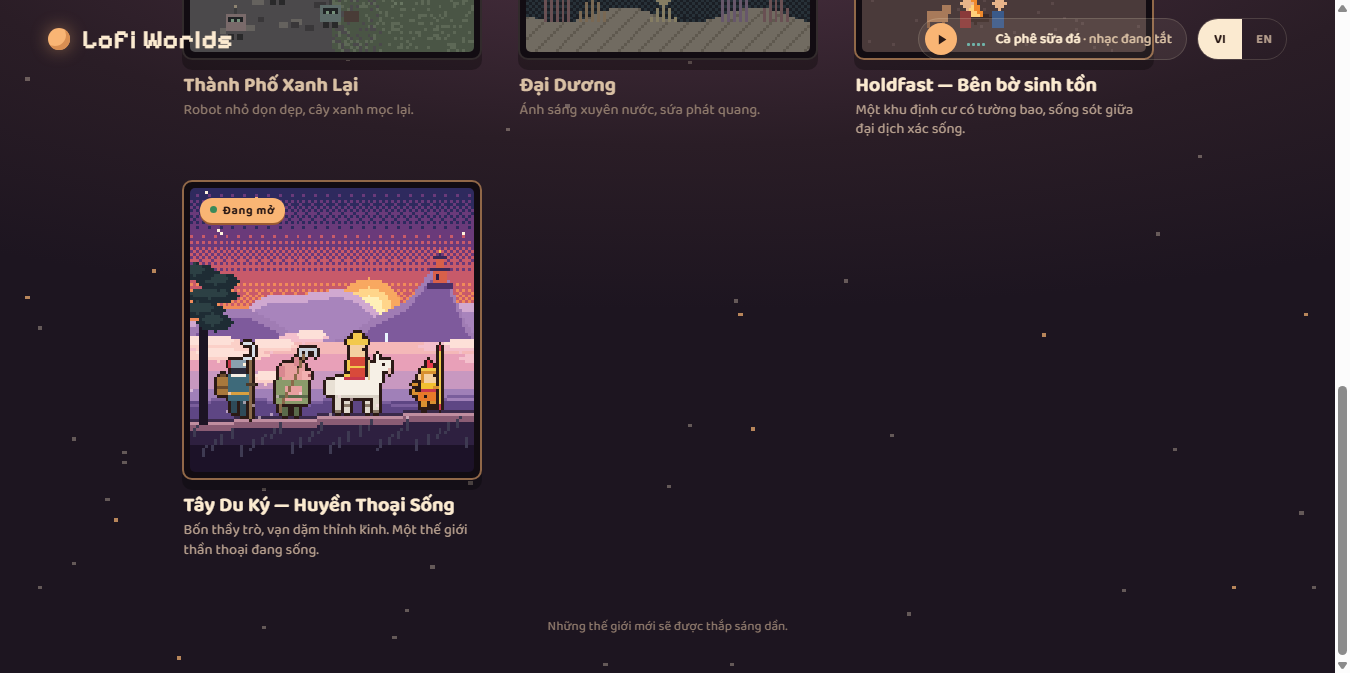 LoFi Worlds
Cà phê sữa đá · nhạc đang tắt
VI
EN
Thành Phố Xanh Lại
Robot nhỏ dọn dẹp, cây xanh mọc lại.
Đại Dương
Ánh sáng xuyên nước, sứa phát quang.
Holdfast — Bên bờ sinh tồn
Một khu định cư có tường bao, sống sót giữa
đại dịch xác sống.
Đang mở
Tây Du Ký — Huyền Thoại Sống
Bốn thầy trò, vạn dặm thỉnh kinh. Một thế giới
thần thoại đang sống.
Những thế giới mới sẽ được thắp sáng dần.